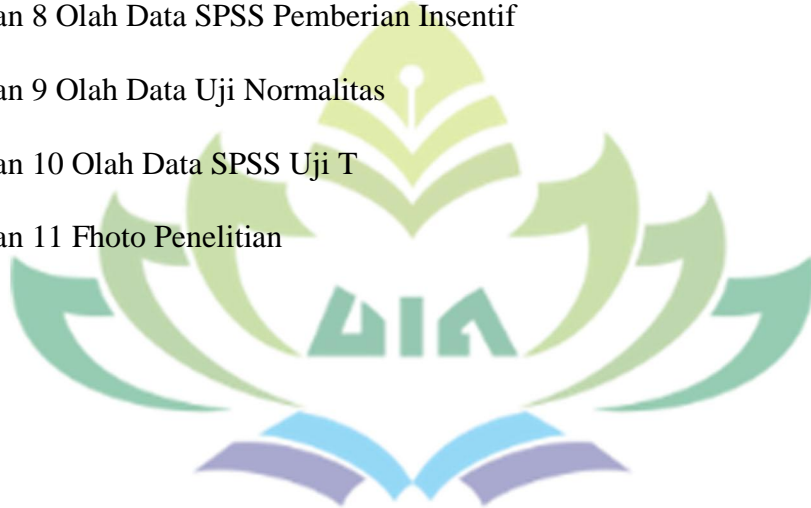 an 8 Olah Data SPSS Pemberian Insentif
an 9 Olah Data Uji Normalitas
an 10 Olah Data SPSS Uji T
an 11 Fhoto Penelitian
UIN